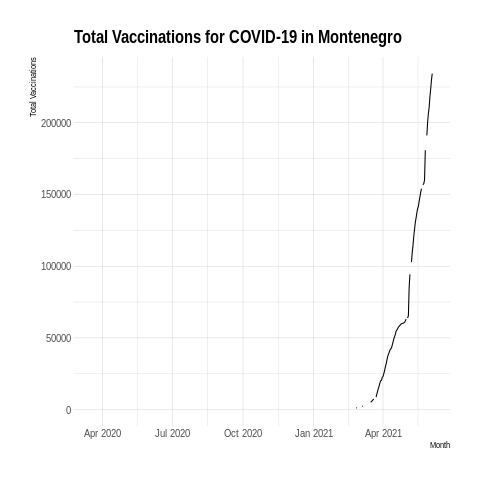 Total Vaccinations for COVID-19 in Montenegro
Total Vaccinations
200000
150000
100000
50000
0
Apr 2020 Jul 2020 Oct 2020 Jan 2021 Apr 2021
Month